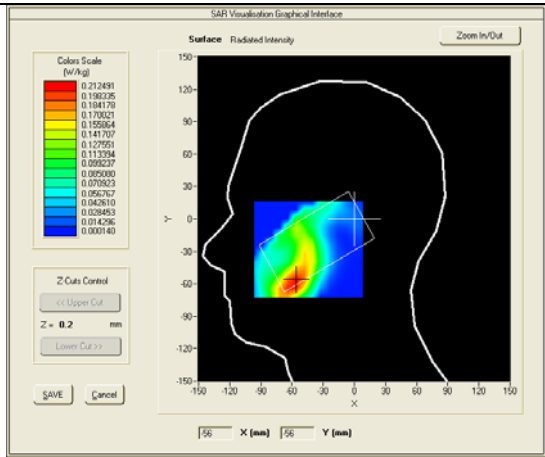 SAR Visualisation Graphical Interface
Surface Radiated Intensity
Zoom In/Out
Colors Scale
(W/kg)
0.212491
0.198335
0.184178
0.170021
0.155864
0.141707
0.127551
0.113394
0.099237
0.085080
0.070923
0.056767
0.042610
0.028453
0.014296
0.000140
Z Cuts Control
<< Upper Cut
Z = 0.2 mm
Lower Cut >>
SAVE Cancel
150-
120-
90-
60-
30-
Y 0-
-30-
-60-
-90-
-120-
-150-
-150 -120 -90 -60 -30 0 30 60 90 120 150
X
-56 X (mm) -56 Y (mm)